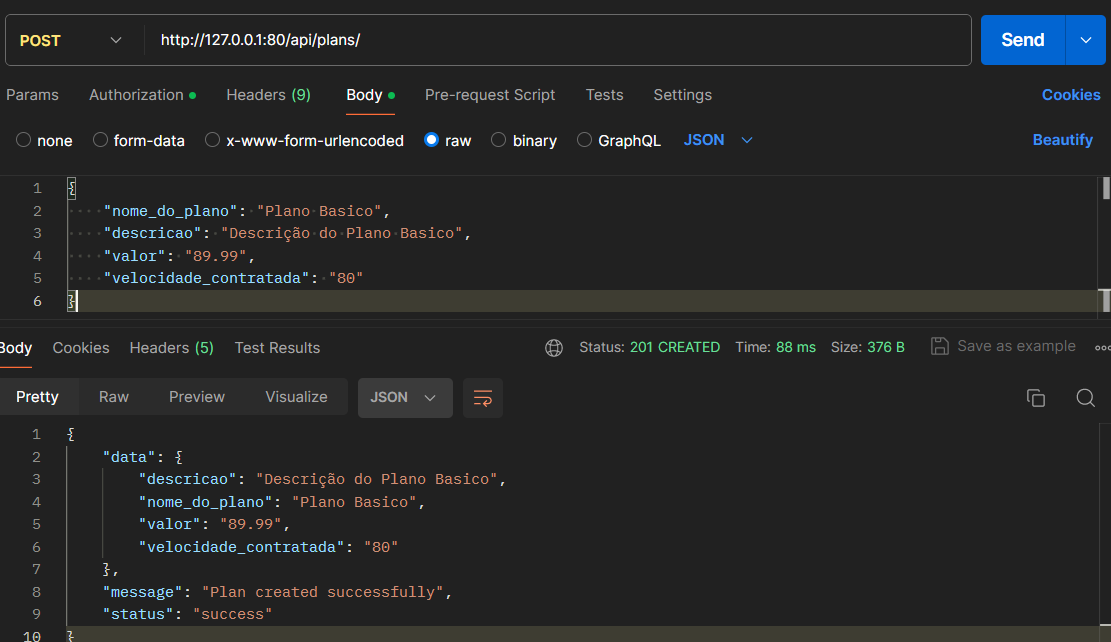 POST http://127.0.0.1:80/api/plans/ Send
Params Authorization Headers (9) Body Pre-request Script Tests Settings Cookies
none form-data x-www-form-urlencoded raw binary GraphQL JSON Beautify
1 {
2 "nome_do_plano": "Plano Basico",
3 "descricao": "Descrição do Plano Basico",
4 "valor": "89.99",
5 "velocidade_contratada": "80"
6 }
Body Cookies Headers (5) Test Results Status: 201 CREATED Time: 88 ms Size: 376 B Save as example
Pretty Raw Preview Visualize JSON
1 {
2 "data": {
3 "descricao": "Descrição do Plano Basico",
4 "nome_do_plano": "Plano Basico",
5 "valor": "89.99",
6 "velocidade_contratada": "80"
7 },
8 "message": "Plan created successfully",
9 "status": "success"
10 }